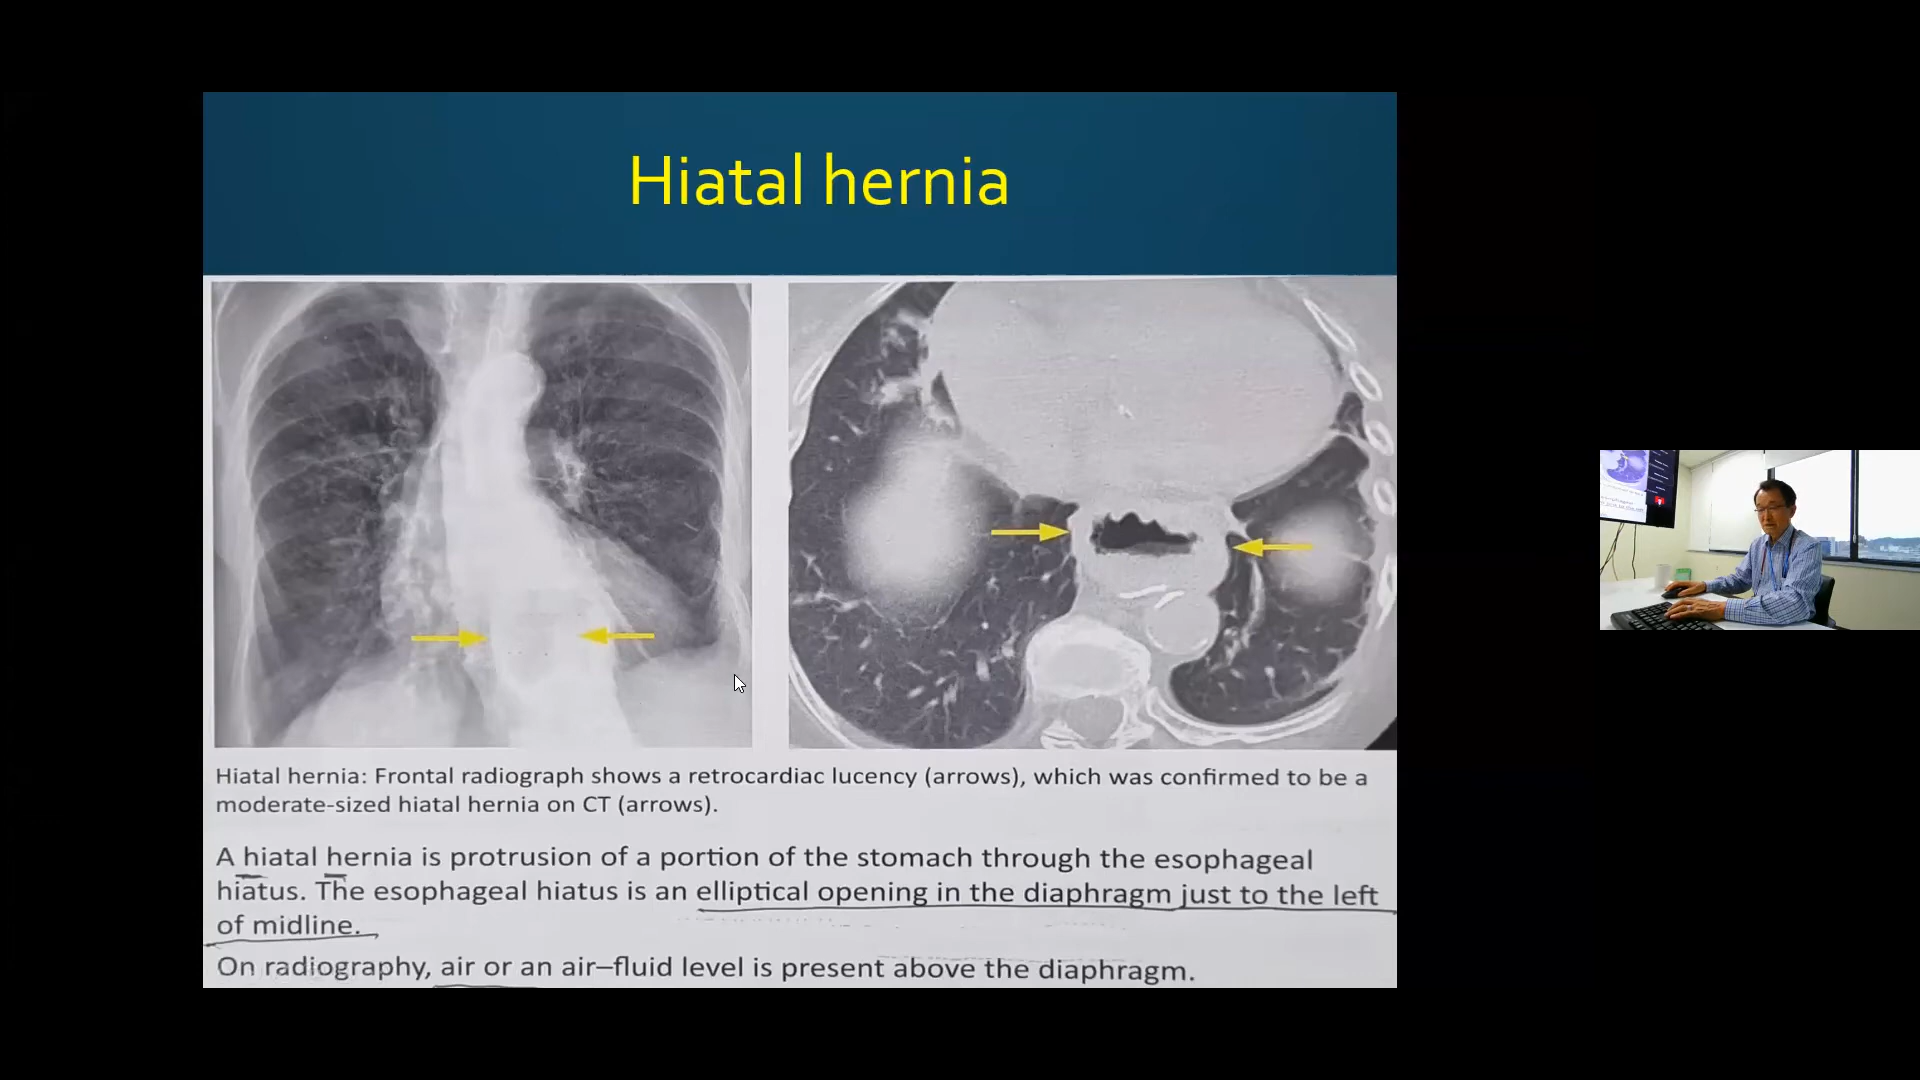 Hiatal hernia
Hiatal hernia: Frontal radiograph shows a retrocardiac lucency (arrows), which was confirmed to be a
moderate-sized hiatal hernia on CT (arrows).
A hiatal hernia is protrusion of a portion of the stomach through the esophageal
hiatus. The esophageal hiatus is an elliptical opening in the diaphragm just to the left
of midline.
On radiography, air or an air–fluid level is present above the diaphragm.